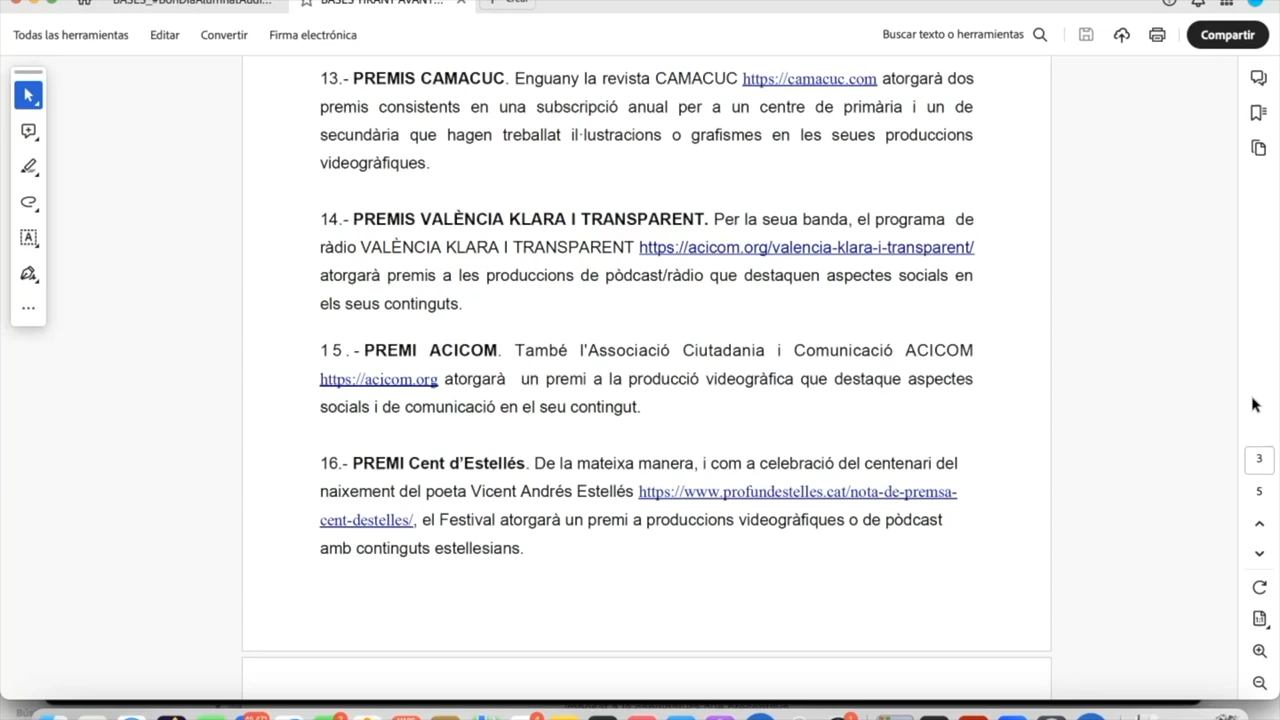 BASES_#BonDiaAlumnatAudi...
BASES TIRANT AVANT...
Crear
Todas las herramientas Editar Convertir Firma electrónica Buscar texto o herramientas Compartir
13.- PREMIS CAMACUC. Enguany la revista CAMACUC https://camacuc.com atorgarà dos
premis consistents en una subscripció anual per a un centre de primària i un de
secundària que hagen treballat il·lustracions o grafismes en les seues produccions
videogràfiques.
14.- PREMIS VALÈNCIA KLARA I TRANSPARENT. Per la seua banda, el programa de
ràdio VALÈNCIA KLARA I TRANSPARENT https://acicom.org/valencia-klara-i-transparent/
atorgarà premis a les produccions de pòdcast/ràdio que destaquen aspectes socials en
els seus continguts.
15.- PREMI ACICOM. També l'Associació Ciutadania i Comunicació ACICOM
https://acicom.org atorgarà un premi a la producció videogràfica que destaque aspectes
socials i de comunicació en el seu contingut.
16.- PREMI Cent d'Estellés. De la mateixa manera, i com a celebració del centenari del
naixement del poeta Vicent Andrés Estellés https://www.profundestelles.cat/nota-de-premsa-
cent-destelles/, el Festival atorgarà un premi a produccions videogràfiques o de pòdcast
amb continguts estellesians.
3
5